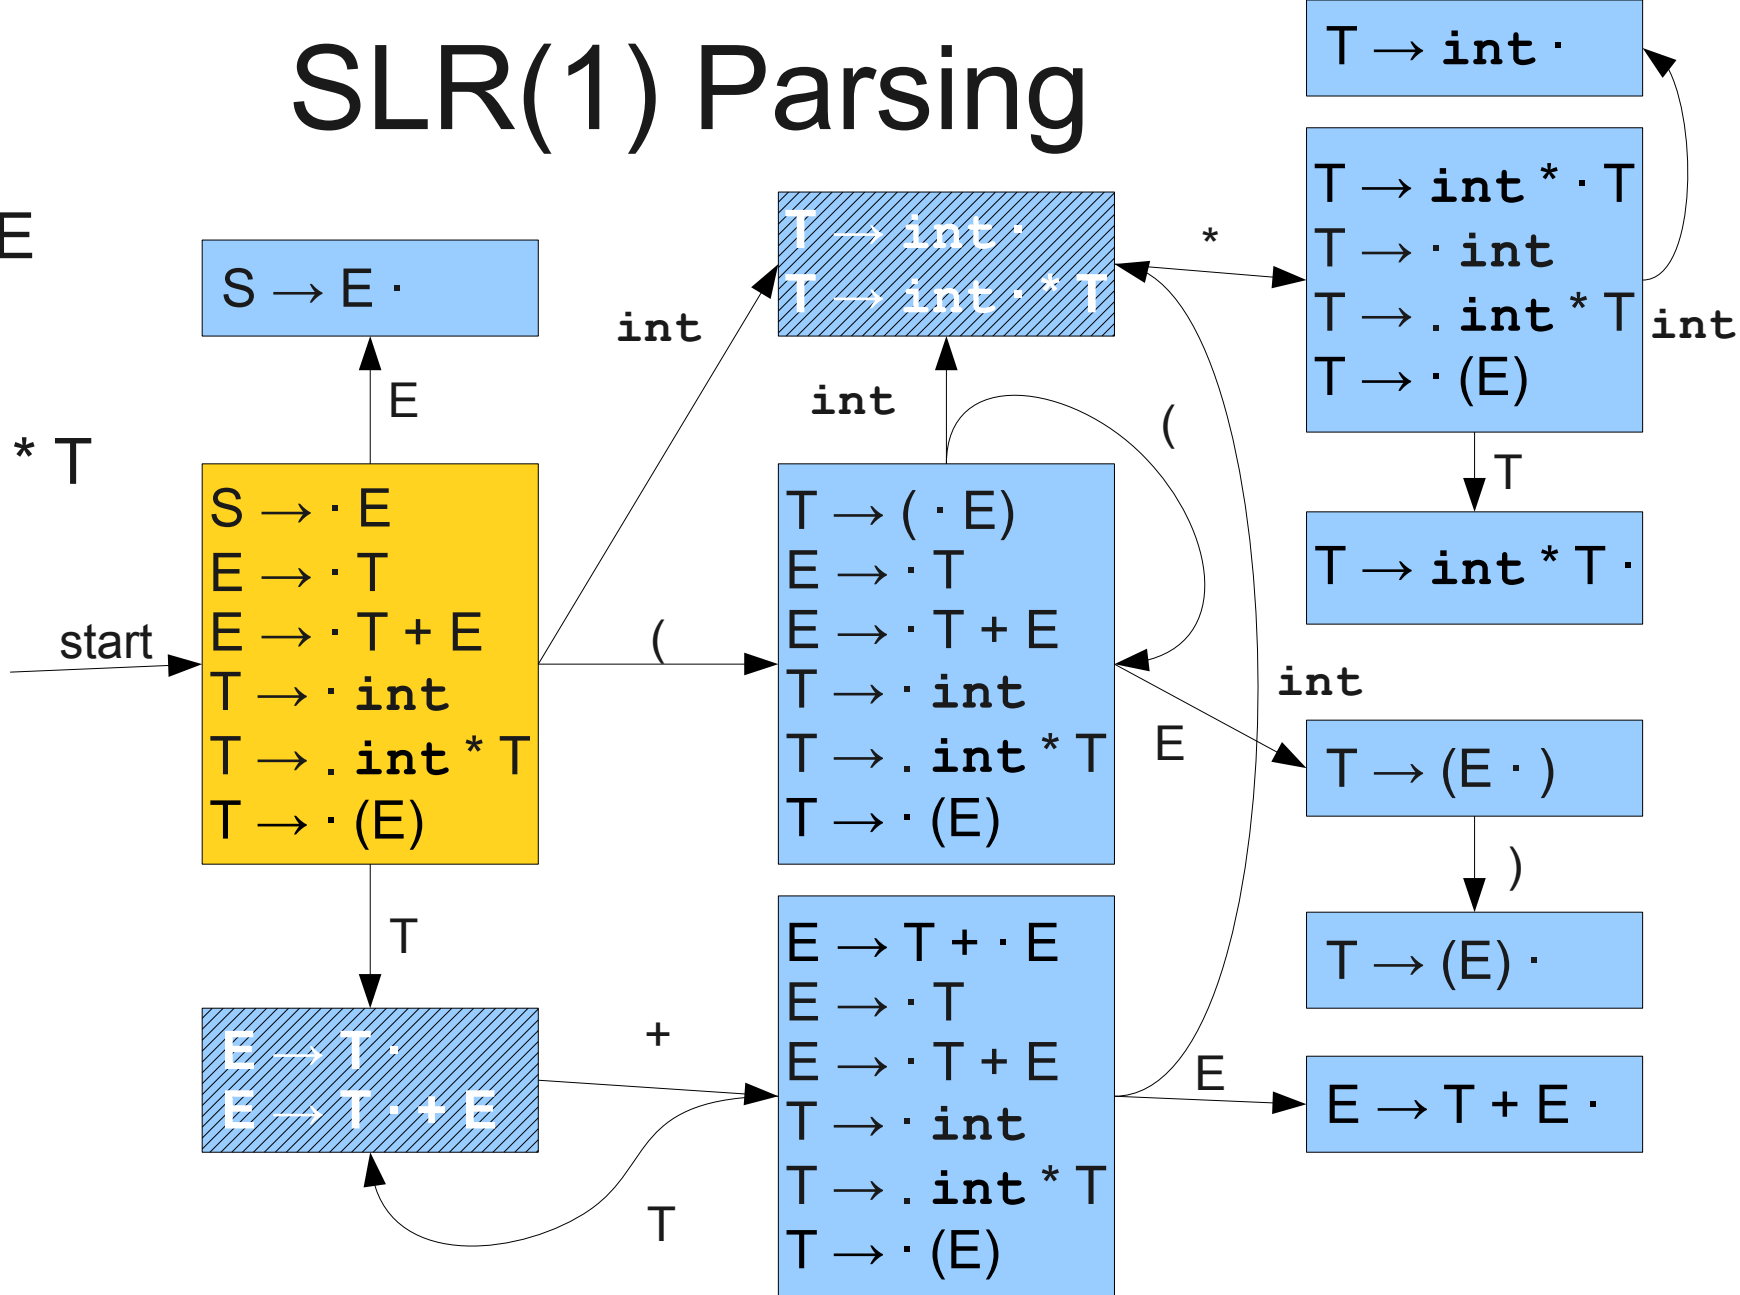 SLR(1) Parsing
E
* T
start
S → E ·
E
S → · E
E → · T
E → · T + E
T → · int
T → . int * T
T → · (E)
T
E → T ·
E → T · + E
int
(
+
T
T → int ·
T → int · * T
int
(
T → ( · E)
E → · T
E → · T + E
T → · int
T → . int * T
T → · (E)
E → T + · E
E → · T
E → · T + E
T → · int
T → . int * T
T → · (E)
*
E
int
E
T → int ·
T → int * · T
T → · int
T → . int * T
T → · (E)
int
T
T → int * T ·
T → (E · )
)
T → (E) ·
E → T + E ·